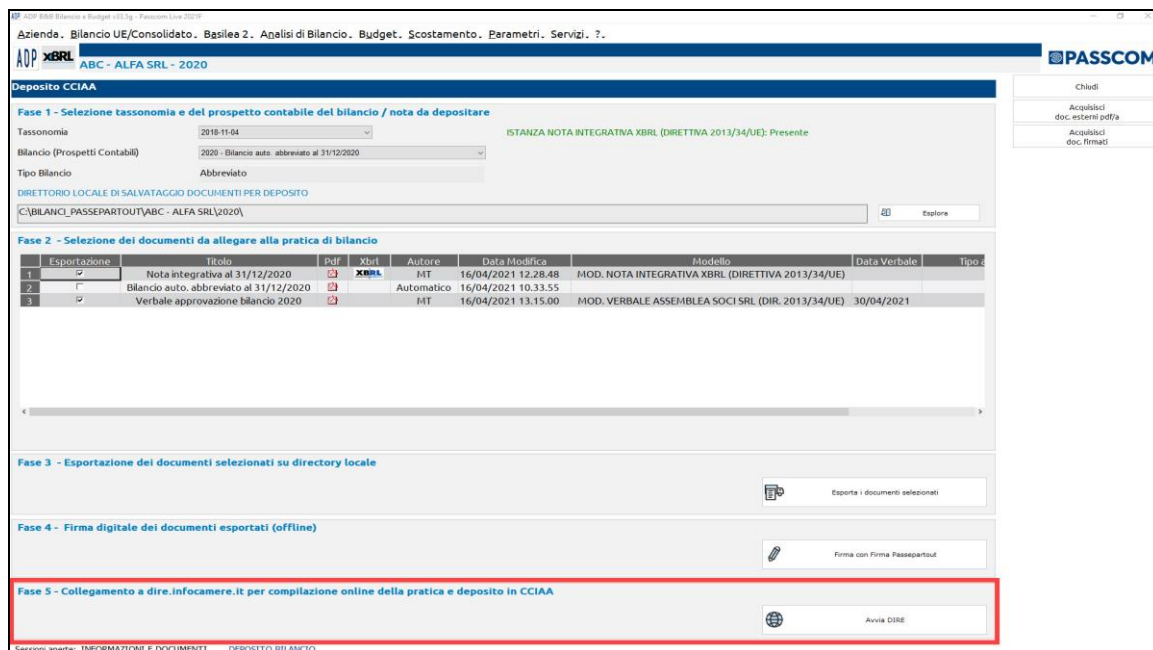 ADP B&B Bilancio e Budget v33.5g - Passcom Live 2021F
Azienda. Bilancio UE/Consolidato. Basilea 2. Analisi di Bilancio. Budget. Scostamento. Parametri. Servizi. ?.
ADP XBRL ABC - ALFA SRL - 2020 PASSCOM
Deposito CCIAA
Chiudi
Acquisisci
doc. esterni pdf/a
Acquisisci
doc. firmati
Fase 1 - Selezione tassonomia e del prospetto contabile del bilancio / nota da depositare
Tassonomia 2018-11-04 ISTANZA NOTA INTEGRATIVA XBRL (DIRETTIVA 2013/34/UE): Presente
Bilancio (Prospetti Contabili) 2020 - Bilancio auto. abbreviato al 31/12/2020
Tipo Bilancio Abbreviato
DIRETTORIO LOCALE DI SALVATAGGIO DOCUMENTI PER DEPOSITO
C:\BILANCI_PASSEPARTOUT\ABC - ALFA SRL\2020\ Esplora
Fase 2 - Selezione dei documenti da allegare alla pratica di bilancio
Esportazione Titolo Pdf Xbrl Autore Data Modifica Modello Data Verbale Tipo a
1 Nota integrativa al 31/12/2020 XBRL MT 16/04/2021 12.28.48 MOD. NOTA INTEGRATIVA XBRL (DIRETTIVA 2013/34/UE)
2 Bilancio auto. abbreviato al 31/12/2020 Automatico 16/04/2021 10.33.55
3 Verbale approvazione bilancio 2020 MT 16/04/2021 13.15.00 MOD. VERBALE ASSEMBLEA SOCI SRL (DIR. 2013/34/UE) 30/04/2021
Fase 3 - Esportazione dei documenti selezionati su directory locale
Esporta i documenti selezionati
Fase 4 - Firma digitale dei documenti esportati (offline)
Firma con Firma Passepartout
Fase 5 - Collegamento a dire.infocamere.it per compilazione online della pratica e deposito in CCIAA
Avvia DIRE
Sessioni aperte: INFORMAZIONI E DOCUMENTI DEPOSITO BILANCIO